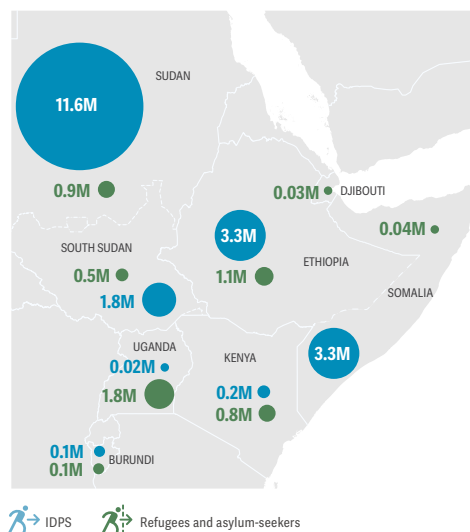 SUDAN
11.6M
0.9M
0.03M
DJIBOUTI
0.04M
3.3M
SOUTH SUDAN
ETHIOPIA
0.5M
1.1M
SOMALIA
1.8M
UGANDA
KENYA
3.3M
0.02M
1.8M
0.2M
0.8M
0.1M
BURUNDI
0.1M
IDPS
Refugees and asylum-seekers